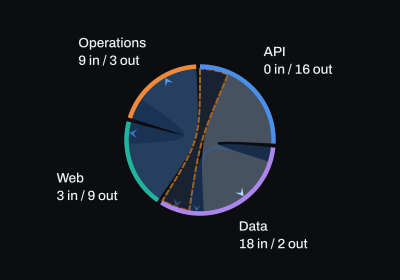 Operations
9 in / 3 out
API
0 in / 16 out
Web
3 in / 9 out
Data
18 in / 2 out